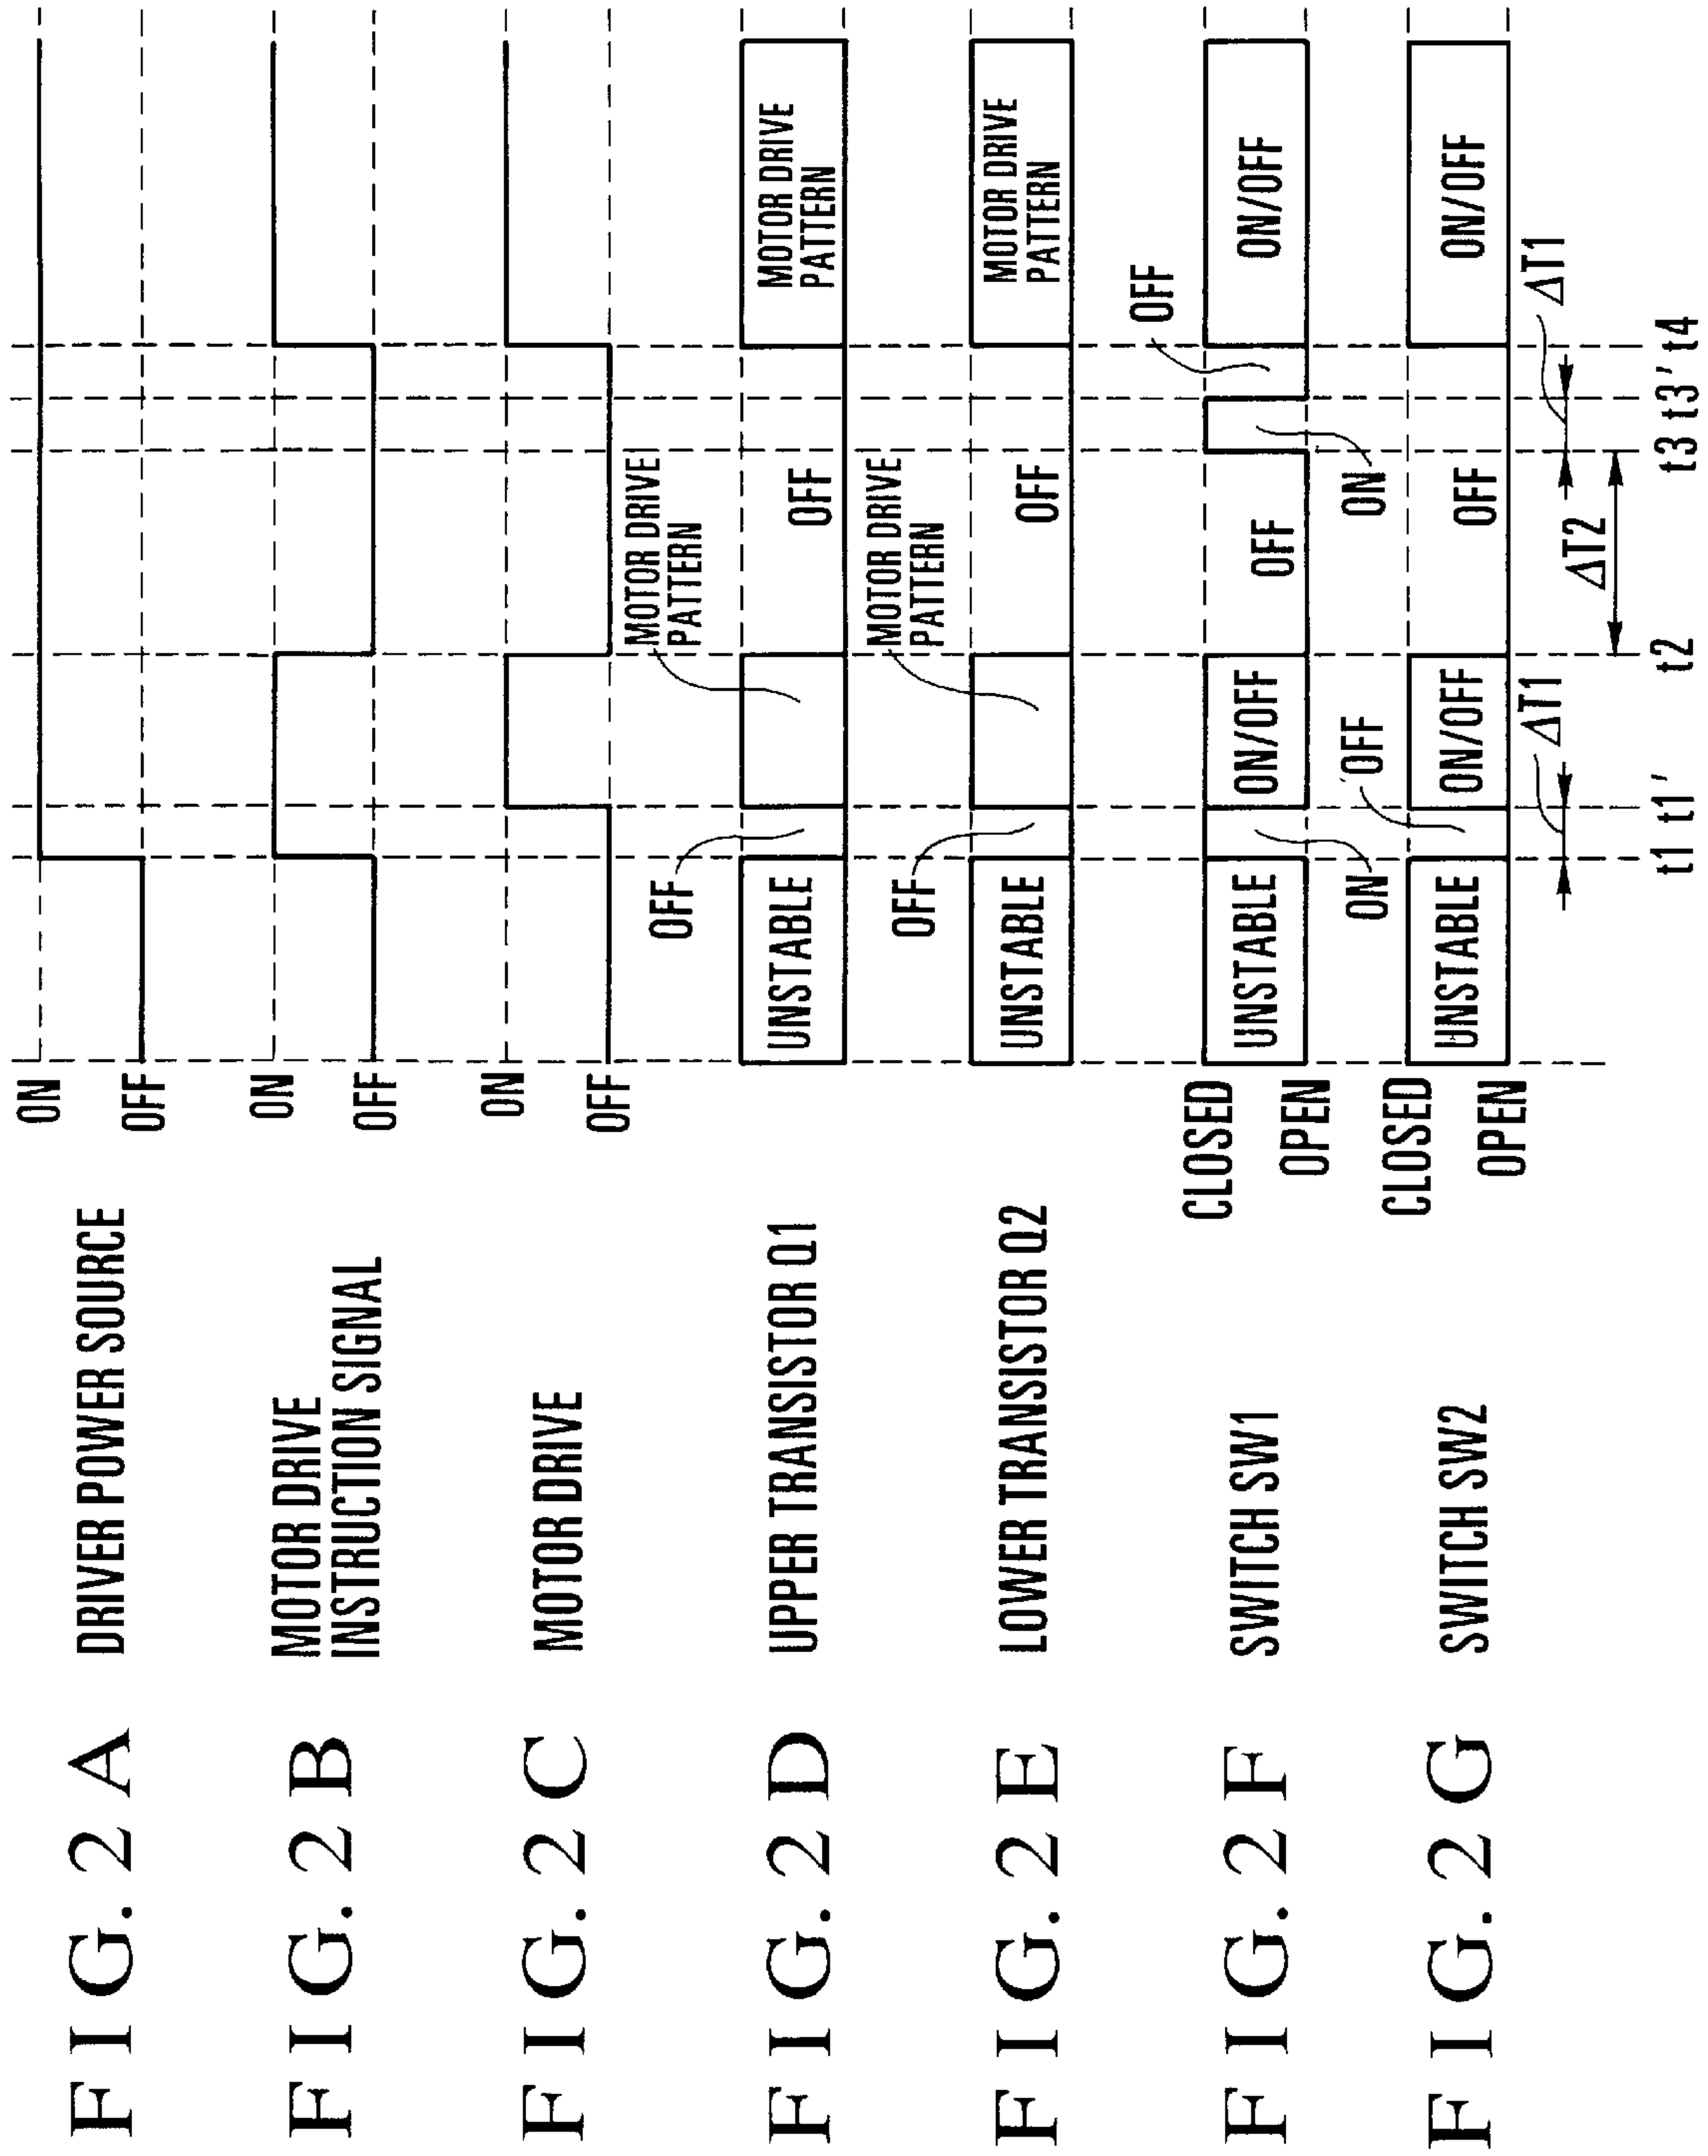 FIG. 2A
DRIVER POWER SOURCE
ON
OFF
FIG. 2B
MOTOR DRIVE
INSTRUCTION SIGNAL
ON
OFF
FIG. 2C
MOTOR DRIVE
ON
OFF
FIG. 2D
UPPER TRANSISTOR Q1
UNSTABLE
OFF
MOTOR DRIVE
PATTERN
OFF
MOTOR DRIVE
PATTERN
FIG. 2E
LOWER TRANSISTOR Q2
UNSTABLE
OFF
MOTOR DRIVE
PATTERN
OFF
MOTOR DRIVE
PATTERN
FIG. 2F
SWITCH SW1
CLOSED
OPEN
UNSTABLE
ON
ON/OFF
OFF
ON
OFF
ON/OFF
FIG. 2G
SWITCH SW2
CLOSED
OPEN
UNSTABLE
OFF
ON/OFF
OFF
ON/OFF
ΔT1
ΔT2
ΔT1
t1 t1' t2 t3 t3' t4